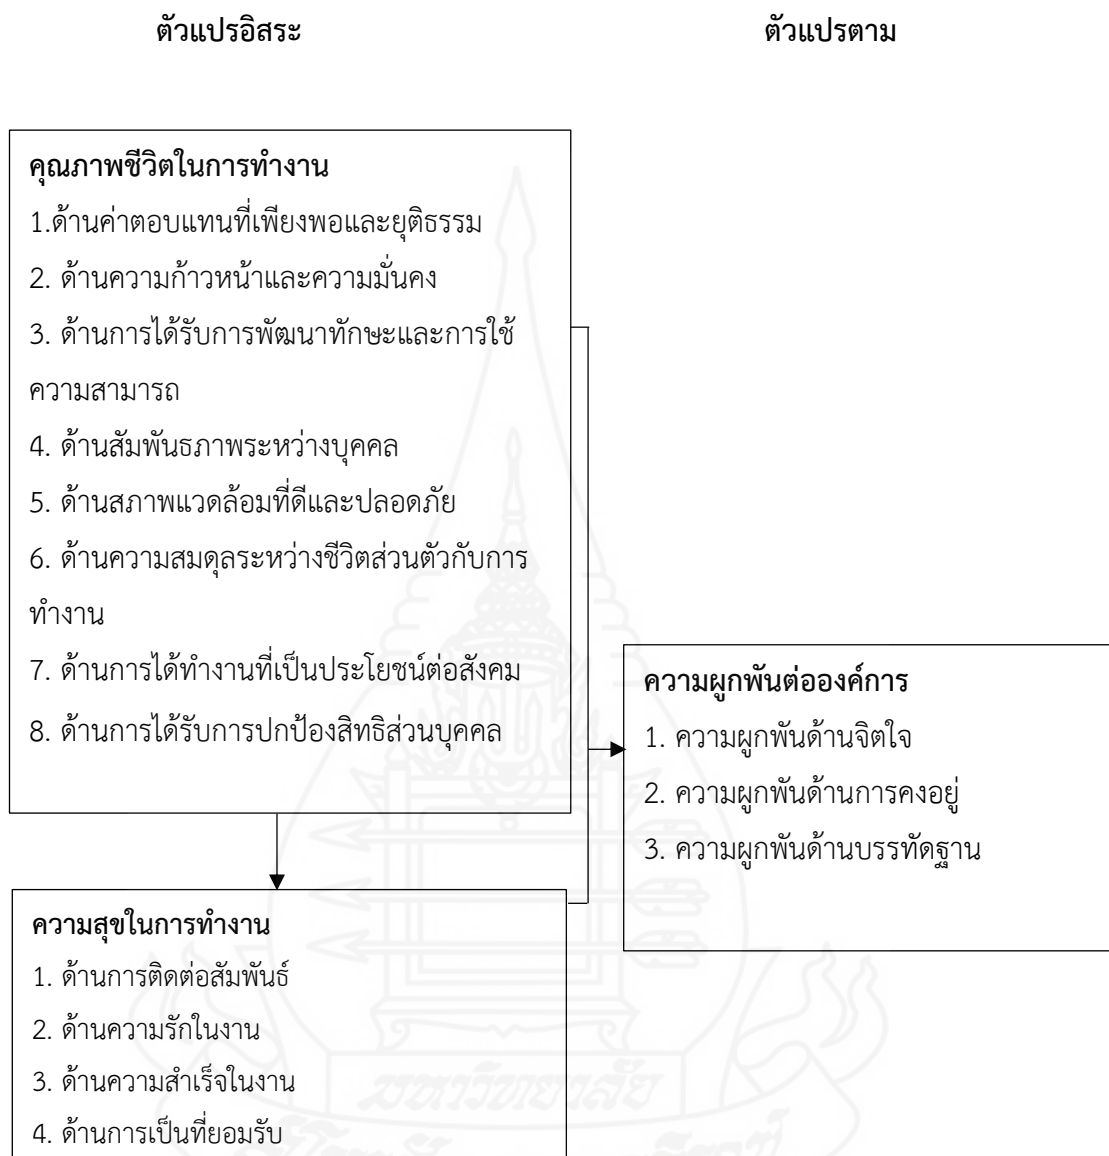 ตัวแปรอิสระ
ตัวแปรตาม
คุณภาพชีวิตในการทำงาน
1.ด้านค่าตอบแทนที่เพียงพอและยุติธรรม
2. ด้านความก้าวหน้าและความมั่นคง
3. ด้านการได้รับการพัฒนาทักษะและการใช้
ความสามารถ
4. ด้านสัมพันธภาพระหว่างบุคคล
5. ด้านสภาพแวดล้อมที่ดีและปลอดภัย
6. ด้านความสมดุลระหว่างชีวิตส่วนตัวกับการ
ทำงาน
7. ด้านการได้ทำงานที่เป็นประโยชน์ต่อสังคม
8. ด้านการได้รับการปกป้องสิทธิส่วนบุคคล
ความผูกพันต่อองค์การ
1. ความผูกพันด้านจิตใจ
2. ความผูกพันด้านการคงอยู่
3. ความผูกพันด้านบรรทัดฐาน
ความสุขในการทำงาน
1. ด้านการติดต่อสัมพันธ์
2. ด้านความรักในงาน
3. ด้านความสำเร็จในงาน
4. ด้านการเป็นที่ยอมรับ
มหาวิทยาลัย